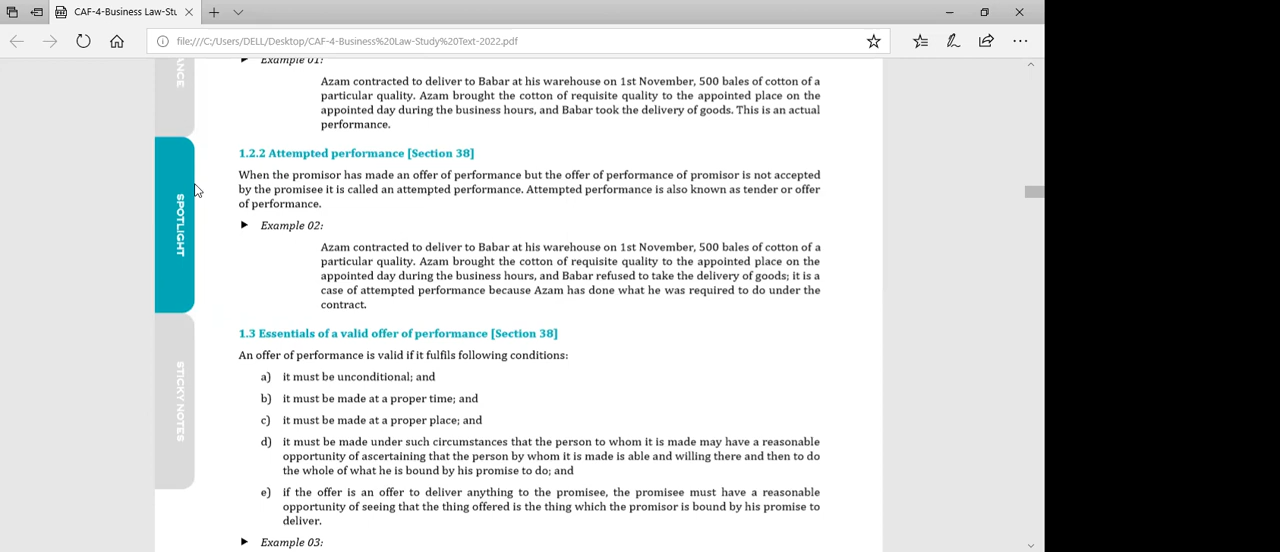 CAF-4-Business Law-Stu
file:///C:/Users/DELL/Desktop/CAF-4-Business%20Law-Study%20Text-2022.pdf
Example 01:
Azam contracted to deliver to Babar at his warehouse on 1st November, 500 bales of cotton of a
particular quality. Azam brought the cotton of requisite quality to the appointed place on the
appointed day during the business hours, and Babar took the delivery of goods. This is an actual
performance.
1.2.2 Attempted performance [Section 38]
When the promisor has made an offer of performance but the offer of performance of promisor is not accepted
by the promisee it is called an attempted performance. Attempted performance is also known as tender or offer
of performance.
Example 02:
Azam contracted to deliver to Babar at his warehouse on 1st November, 500 bales of cotton of a
particular quality. Azam brought the cotton of requisite quality to the appointed place on the
appointed day during the business hours, and Babar refused to take the delivery of goods; it is a
case of attempted performance because Azam has done what he was required to do under the
contract.
1.3 Essentials of a valid offer of performance [Section 38]
An offer of performance is valid if it fulfils following conditions:
a) it must be unconditional; and
b) it must be made at a proper time; and
c) it must be made at a proper place; and
d) it must be made under such circumstances that the person to whom it is made may have a reasonable
opportunity of ascertaining that the person by whom it is made is able and willing there and then to do
the whole of what he is bound by his promise to do; and
e) if the offer is an offer to deliver anything to the promisee, the promisee must have a reasonable
opportunity of seeing that the thing offered is the thing which the promisor is bound by his promise to
deliver.
Example 03:
ANCE
SPOTLIGHT
STICKY NOTES